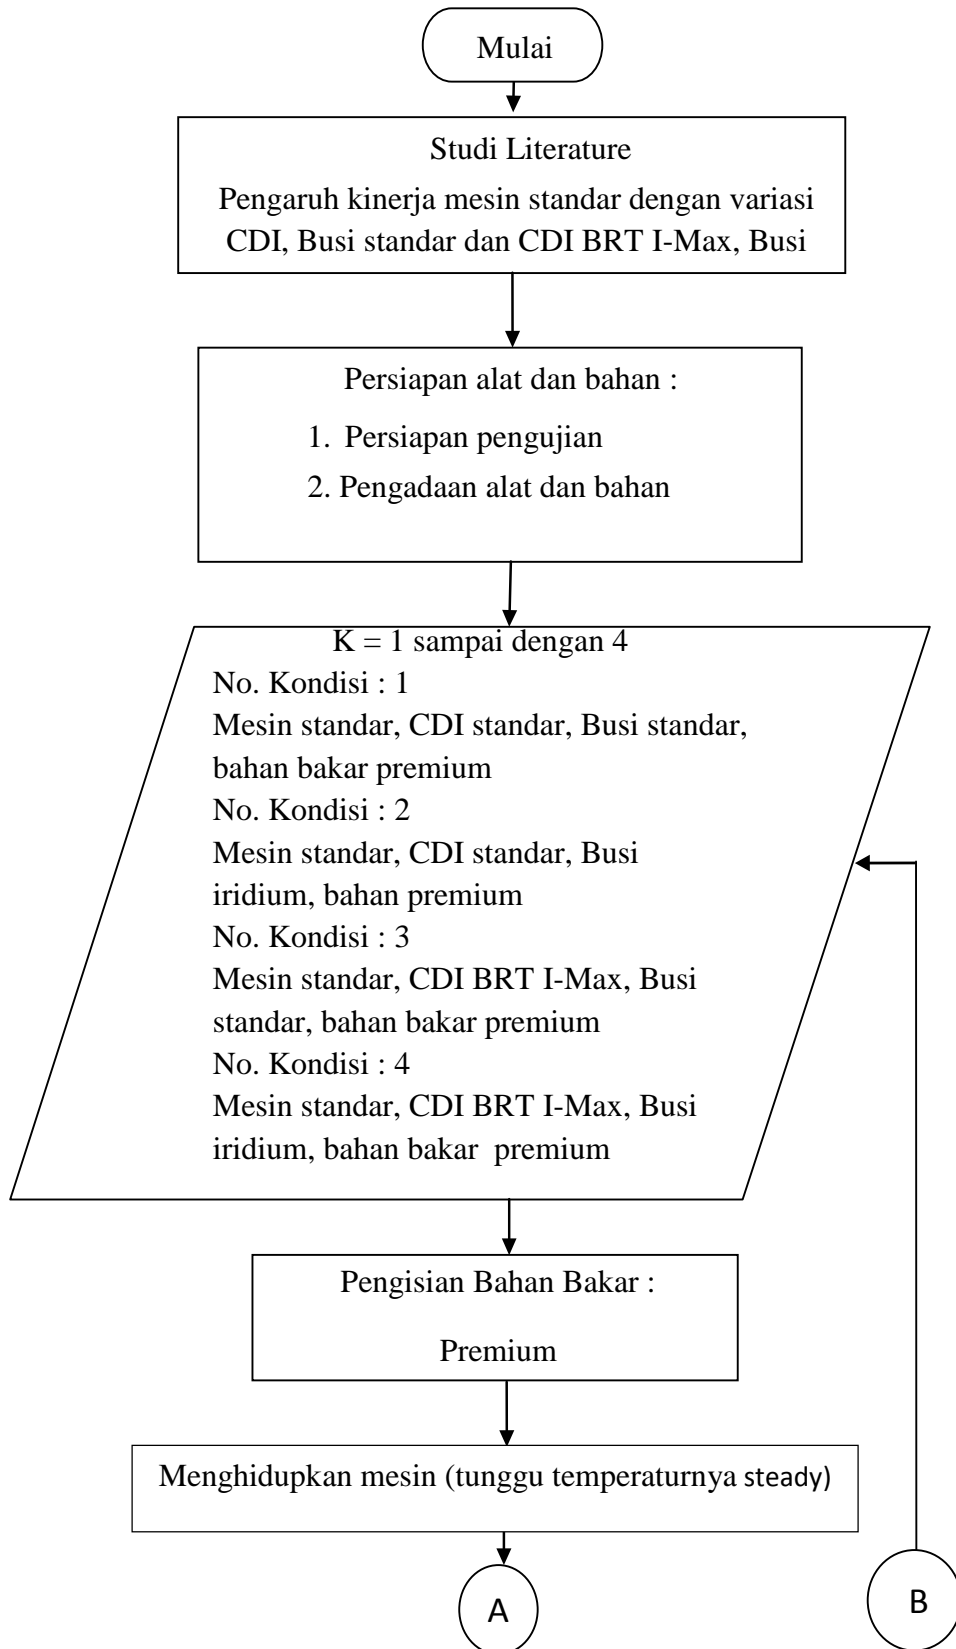 Mulai
Studi Literature
Pengaruh kinerja mesin standar dengan variasi
CDI, Busi standar dan CDI BRT I-Max, Busi
Persiapan alat dan bahan :
1. Persiapan pengujian
2. Pengadaan alat dan bahan
K = 1 sampai dengan 4
No. Kondisi : 1
Mesin standar, CDI standar, Busi standar,
bahan bakar premium
No. Kondisi : 2
Mesin standar, CDI standar, Busi
iridium, bahan premium
No. Kondisi : 3
Mesin standar, CDI BRT I-Max, Busi
standar, bahan bakar premium
No. Kondisi : 4
Mesin standar, CDI BRT I-Max, Busi
iridium, bahan bakar premium
Pengisian Bahan Bakar :
Premium
Menghidupkan mesin (tunggu temperaturnya steady)
A
B